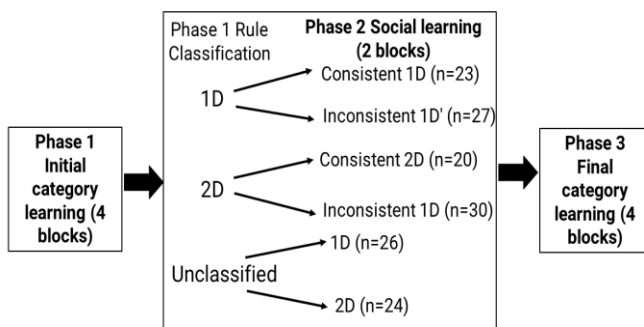 Phase 1 Rule
Classification
Phase 2 Social learning
(2 blocks)
Consistent 1D (n=23)
1D
Inconsistent 1D' (n=27)
Phase 1
Initial
category
learning (4
blocks)
Consistent 2D (n=20)
2D
Inconsistent 1D (n=30)
1D (n=26)
Unclassified
2D (n=24)
Phase 3
Final
category
learning (4
blocks)